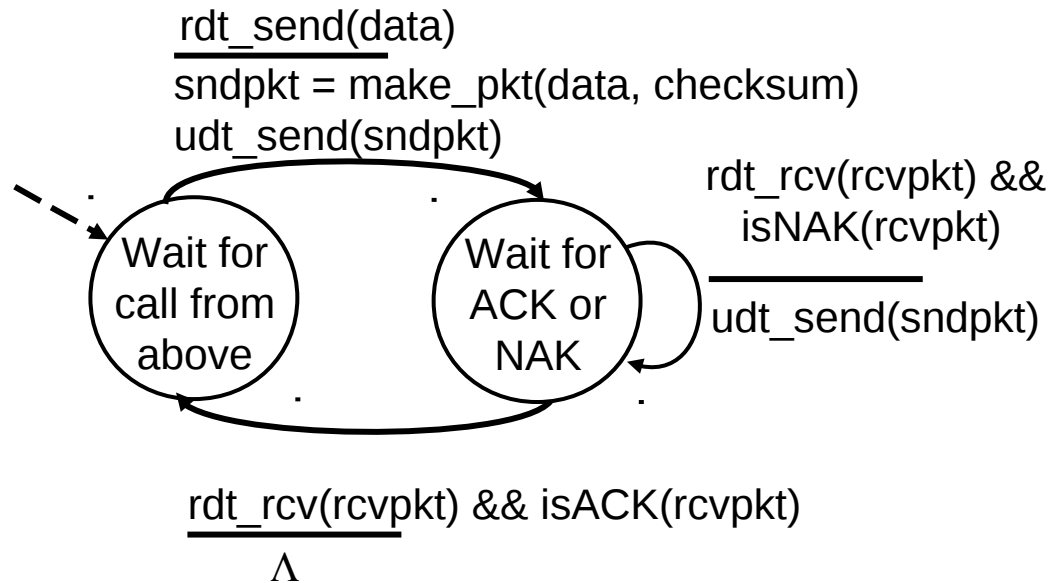 rdt_send(data)
sndpkt = make_pkt(data, checksum)
udt_send(sndpkt)
rdt_rcv(rcvpkt) &&
isNAK(rcvpkt)
udt_send(sndpkt)
Wait for
call from
above
Wait for
ACK or
NAK
rdt_rcv(rcvpkt) && isACK(rcvpkt)
Λ